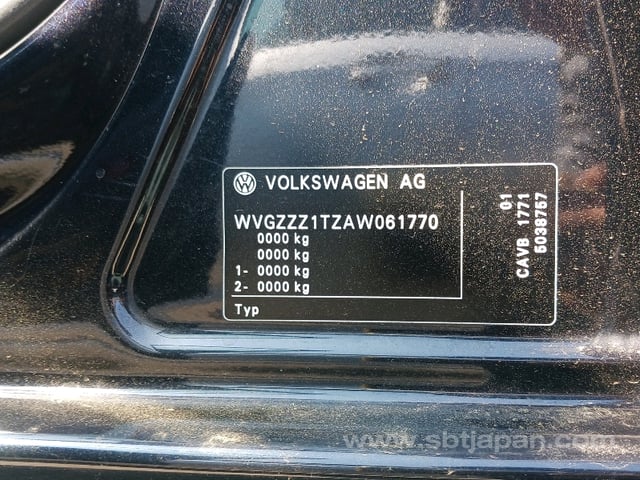 VOLKSWAGEN AG
WVGZZZ1TZAW061770
0000 kg
0000 kg
1- 0000 kg
2- 0000 kg
Typ
01
CAVB 1771
5038757
www.sbtjapan.com